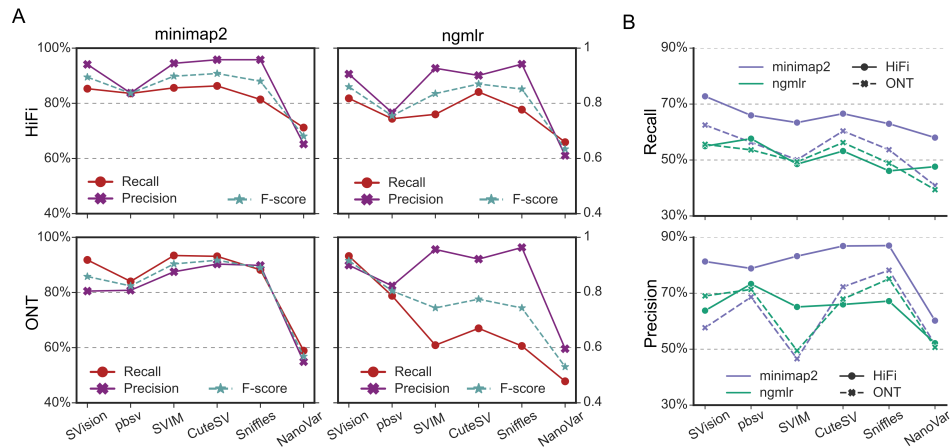 A
minimap2
ngmlr
B
100%
80%
60%
40%
HiFi
Recall
Precision
F-score
1
0.8
0.6
0.4
Recall
Precision
F-score
100%
80%
60%
40%
ONT
Recall
Precision
F-score
SVision
pbsv
SVIM
CuteSV
Sniffles
NanoVar
1
0.8
0.6
0.4
Recall
Precision
F-score
SVision
pbsv
SVIM
CuteSV
Sniffles
NanoVar
90%
70%
50%
30%
Recall
minimap2 HiFi
ngmlr ONT
90%
70%
50%
30%
Precision
minimap2 HiFi
ngmlr ONT
SVision
pbsv
SVIM
CuteSV
Sniffles
NanoVar